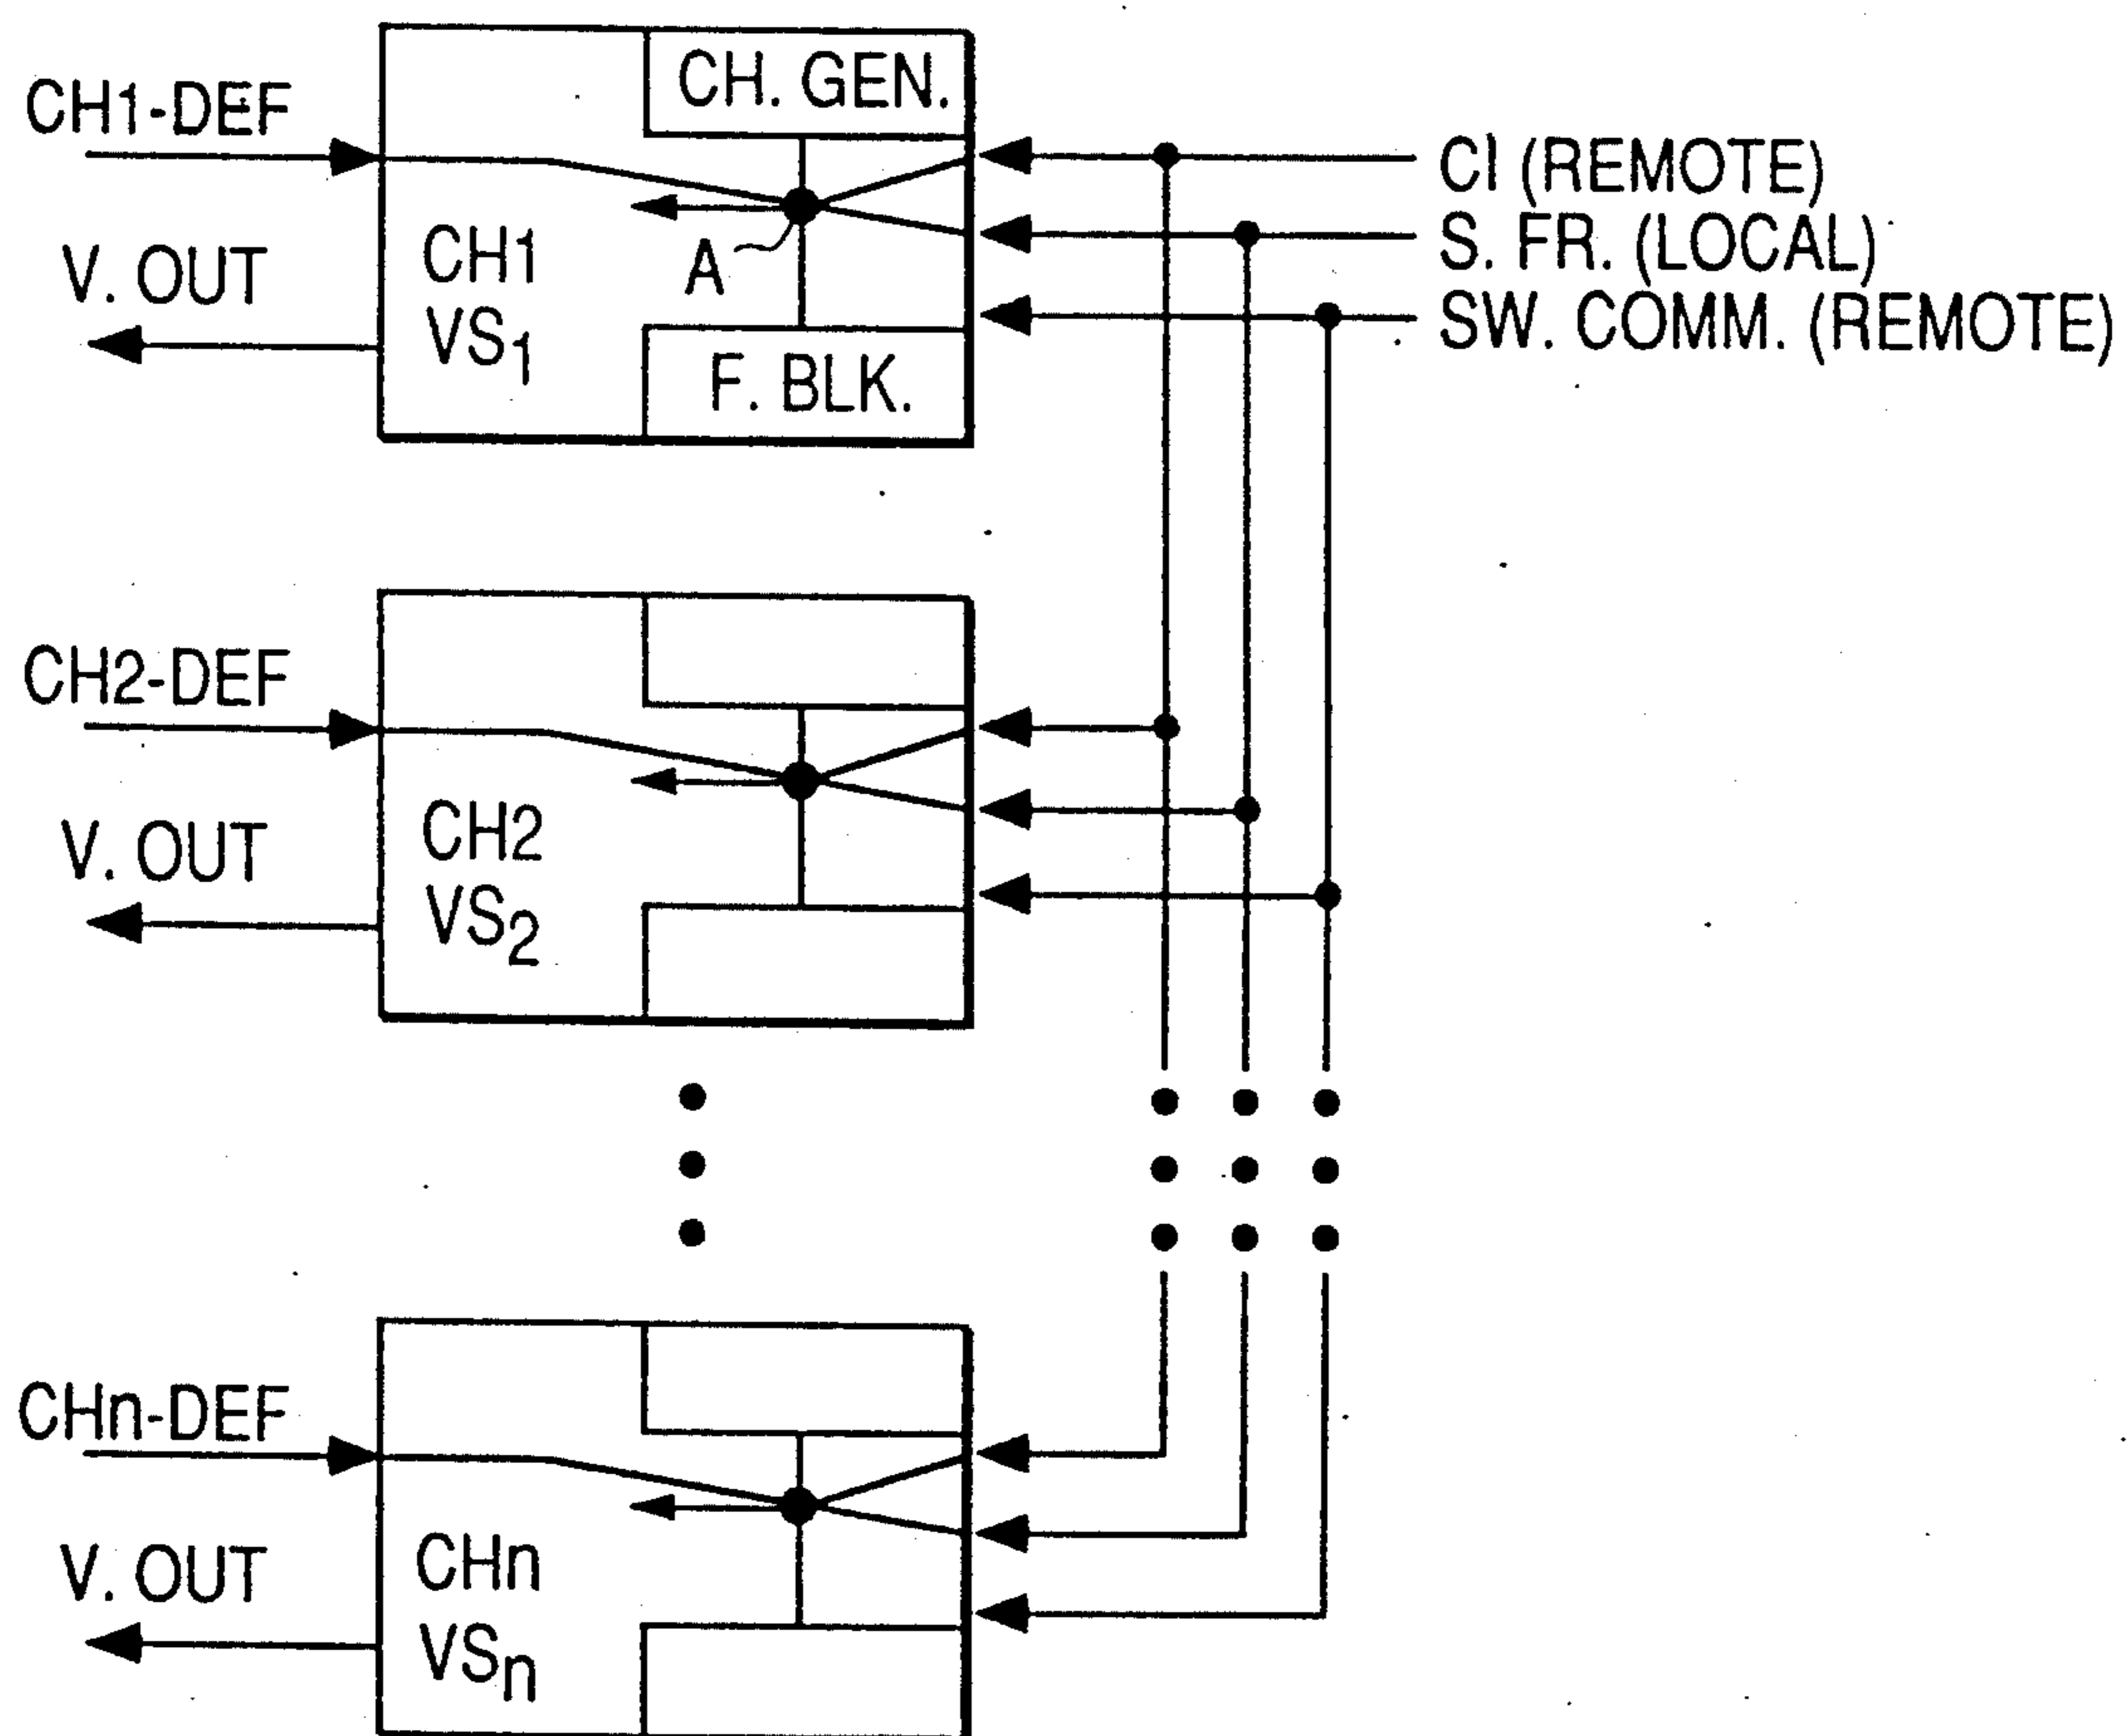 CH. GEN.
CH1-DEF
CI (REMOTE)
S. FR. (LOCAL)
SW. COMM. (REMOTE)
A
V. OUT
CH1
VS1
F. BLK.
CH2-DEF
V. OUT
CH2
VS2
CHn-DEF
V. OUT
CHn
VSn